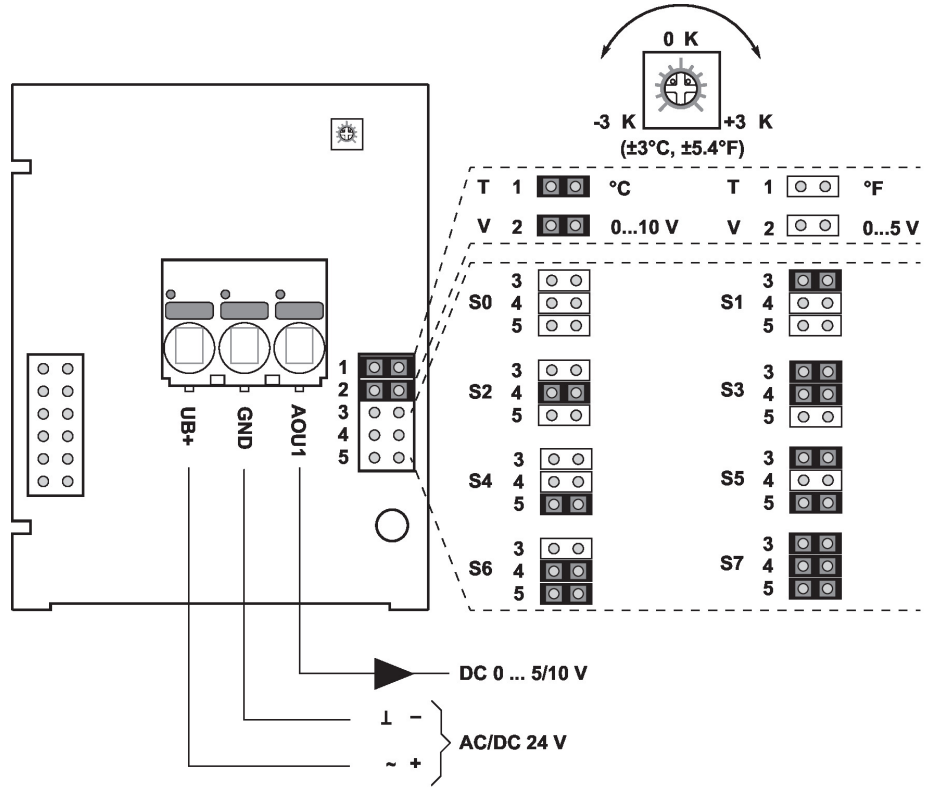 0 K
-3 K +3 K
(±3°C, ±5.4°F)
T 1 °C T 1 °F
V 2 0...10 V V 2 0...5 V
S0 3 4 5
S1 3 4 5
S2 3 4 5
S3 3 4 5
S4 3 4 5
S5 3 4 5
S6 3 4 5
S7 3 4 5
1
2
3
4
5
UB+
GND
AOU1
DC 0 ... 5/10 V
⊥ −
AC/DC 24 V
~ +